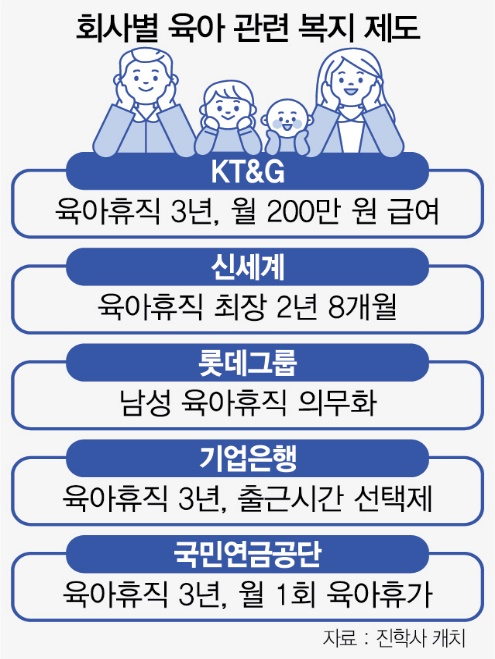 회사별 육아 관련 복지 제도
KT&G
육아휴직 3년, 월 200만 원 급여
신세계
육아휴직 최장 2년 8개월
롯데그룹
남성 육아휴직 의무화
기업은행
육아휴직 3년, 출근시간 선택제
국민연금공단
육아휴직 3년, 월 1회 육아휴가
자료 : 진학사 캐치